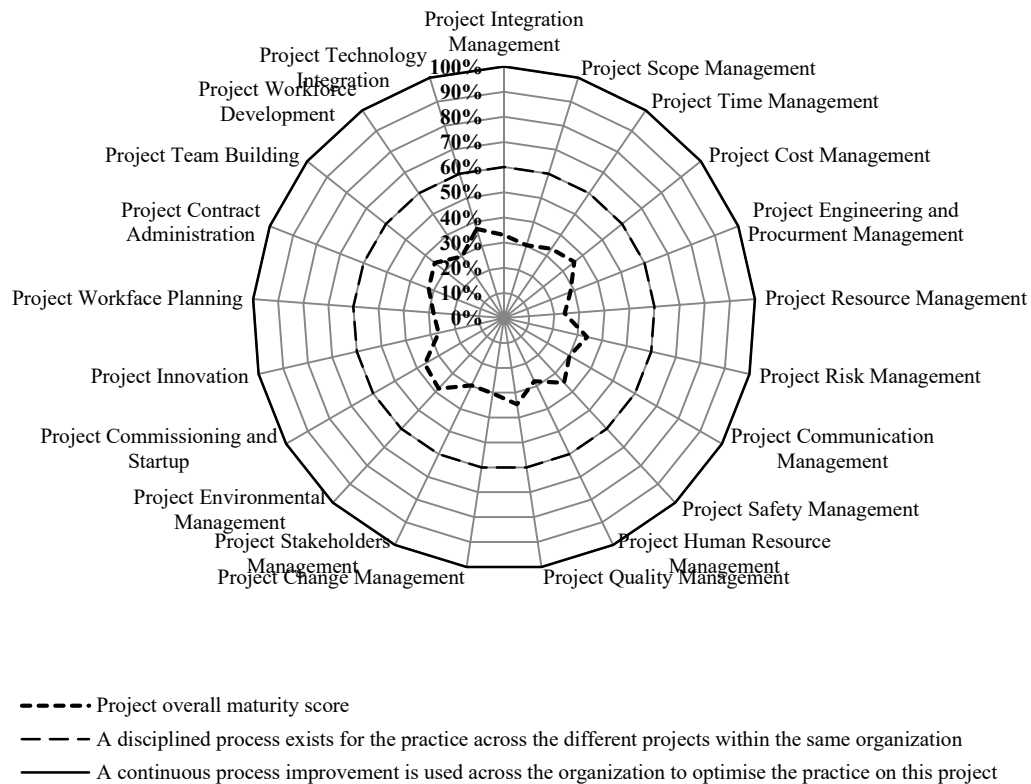 Project Integration
Management
Project Scope Management
Project Time Management
Project Cost Management
Project Engineering and
Procurment Management
Project Resource Management
Project Risk Management
Project Communication
Management
Project Safety Management
Project Human Resource
Management
Project Quality Management
Project Change Management
Project Stakeholders
Management
Project Environmental
Management
Project Commissioning and
Startup
Project Innovation
Project Workface Planning
Project Contract
Administration
Project Team Building
Project Workforce
Development
Project Technology
Integration
100%
90%
80%
70%
60%
50%
40%
30%
20%
10%
0%
Project overall maturity score
A disciplined process exists for the practice across the different projects within the same organization
A continuous process improvement is used across the organization to optimise the practice on this project